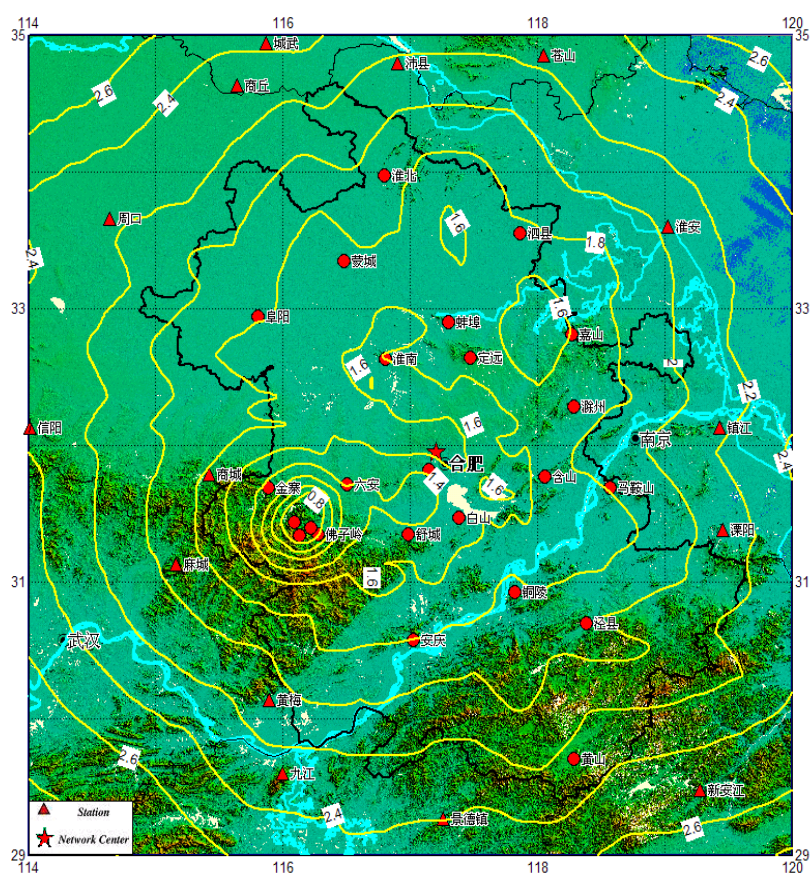 114
116
118
120
35
城武
苍山
沛县
2.6
2.6
商丘
2.4
2.4
淮北
周口
1.6
泗县
淮安
1.8
蒙城
2.4
33
阜阳
1.6
蚌埠
33
嘉山
淮南
定远
1.6
2
2.2
滁州
1.6
信阳
南京
镇江
合肥
2.4
商城
1.4
含山
金寨
六安
1.6
马鞍山
0.8
白山
佛子岭
舒城
溧阳
麻城
1.6
31
31
铜陵
泾县
武汉
安庆
黄梅
2.6
黄山
九江
新安江
Station
2.4
景德镇
2.6
Network Center
29
29
114
116
118
120